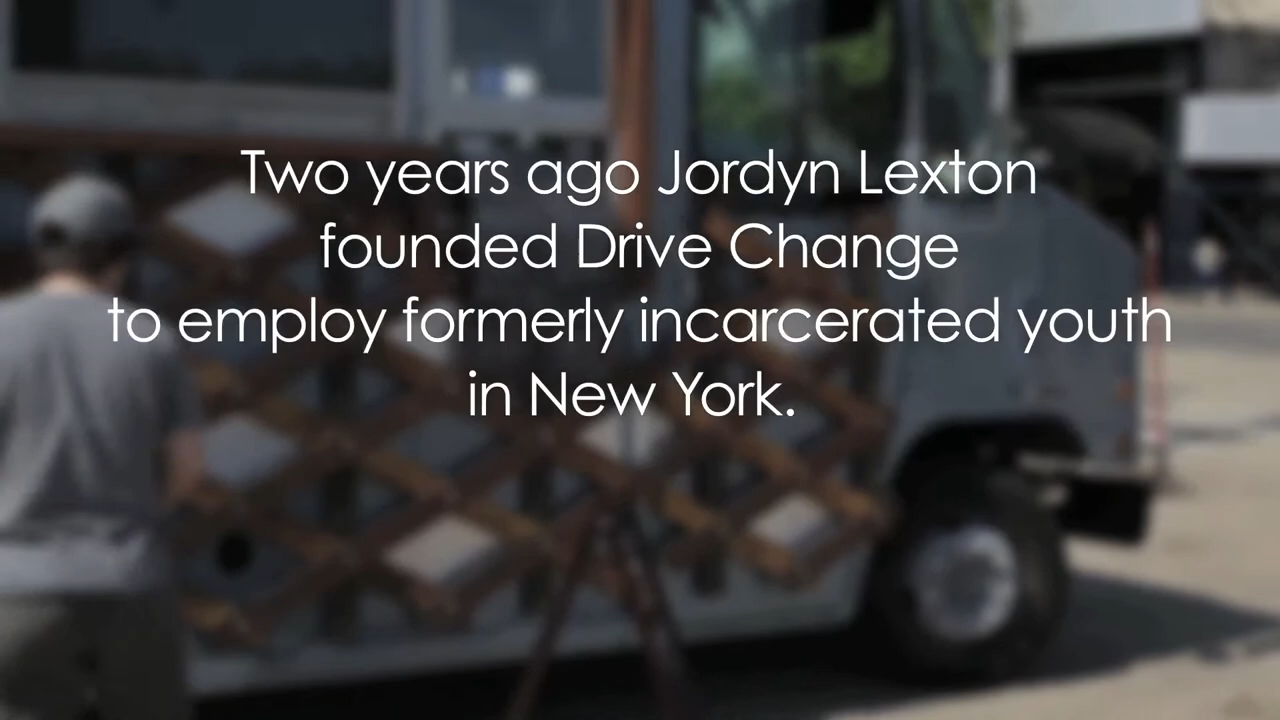 Two years ago Jordyn Lexton
founded Drive Change
to employ formerly incarcerated youth
in New York.